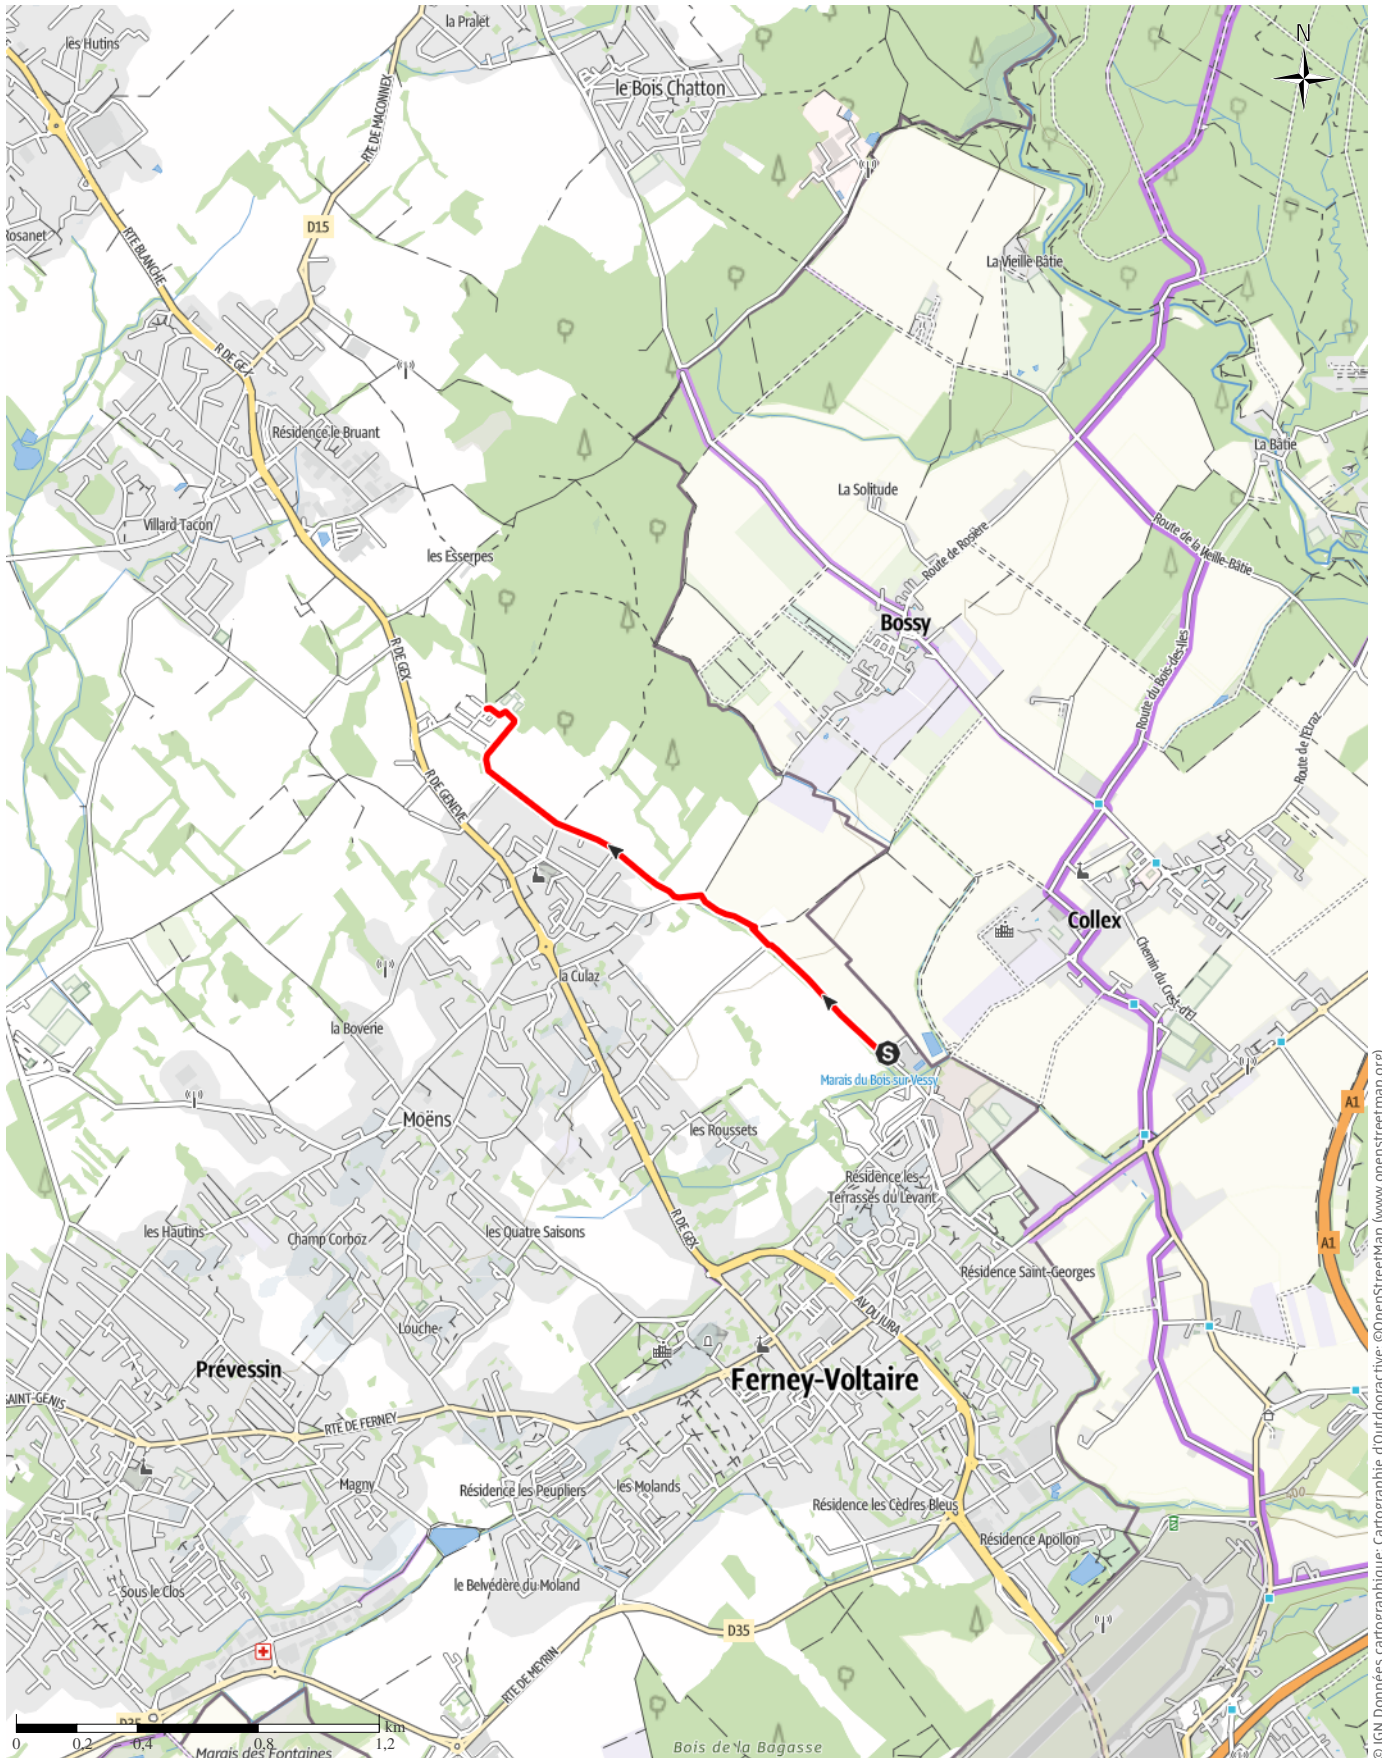 la Pralet
N
les Hutins
le Bois Chatton
RTE DE MACONNEX
D15
RTE BLANCHE
La Vieille Bâtie
R DE GEX
Résidence le Bruant
La Bâtie
La Solitude
Villard Tacon
Route de la Vieille-Bâtie
les Esserpes
Route de Rosière
Bossy
R DE GEX
Route du Bois-des-Iles
Route de l'Etraz
R DE GENEVE
Collex
Chemin du Crest-d'El
la Culaz
la Boverie
S
Marais du Bois sur Vessy
A1
Moëns
les Roussets
Résidence les
Terrasses du Levant
les Hautins
Champ Corboz
les Quatre Saisons
R DE GEX
A1
Résidence Saint-Georges
AV DU JURA
Louche
Prévessin
Ferney-Voltaire
SAINT-GENIS
RTE DE FERNEY
Magny
Résidence les Peupliers
les Molands
Résidence les Cèdres Bleus
Résidence Apollon
Sous le Clos
le Belvédère du Moland
D35
RTE DE MEYRIN
D35
km
0 0,2 0,4 0,8 1,2
Marais des Fontaines
Bois de la Bagasse
IGN Données cartographique: Cartographie d'Outdooractive; ©OpenStreetMap (www.openstreetmap.org)